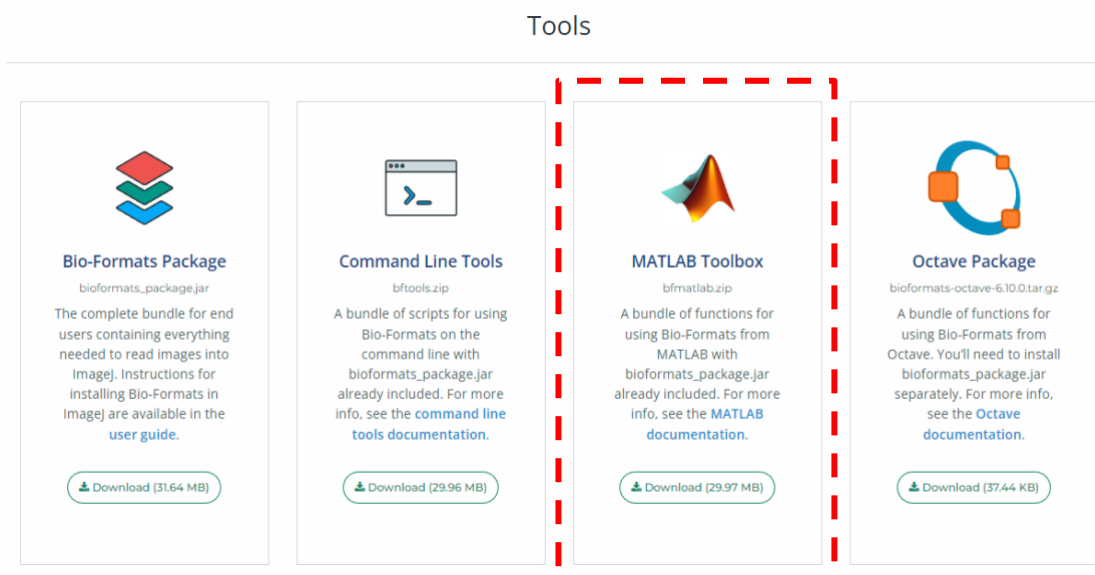 Tools
Bio-Formats Package
bioformats_package.jar
The complete bundle for end
users containing everything
needed to read images into
ImageJ. Instructions for
installing Bio-Formats in
ImageJ are available in the
user guide.
Download (31.64 MB)
Command Line Tools
bftools.zip
A bundle of scripts for using
Bio-Formats on the
command line with
bioformats_package.jar
already included. For more
info, see the command line
tools documentation.
Download (29.96 MB)
MATLAB Toolbox
bfmatlab.zip
A bundle of functions for
using Bio-Formats from
MATLAB with
bioformats_package.jar
already included. For more
info, see the MATLAB
documentation.
Download (29.97 MB)
Octave Package
bioformats-octave-6.10.0.tar.gz
A bundle of functions for
using Bio-Formats from
Octave. You'll need to install
bioformats_package.jar
separately. For more info,
see the Octave
documentation.
Download (37.44 KB)